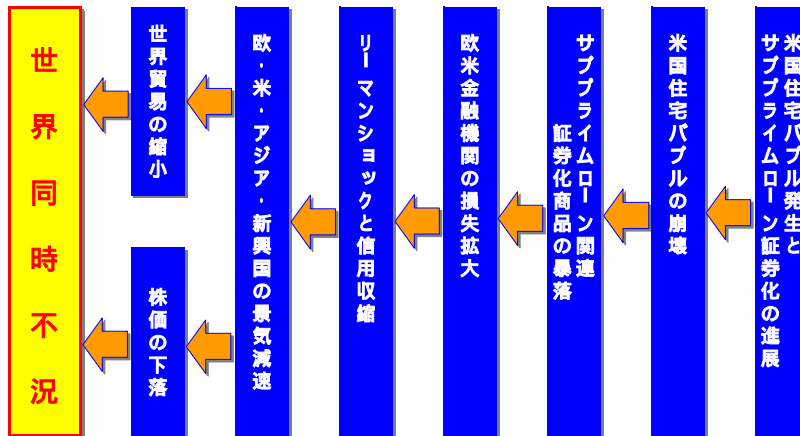 米国住宅バブル発生と
サブプライムローン証券化の進展
米国住宅バブルの崩壊
サブプライムローン関連
証券化商品の暴落
欧米金融機関の損失拡大
リーマンショックと信用収縮
欧・米・アジア・新興国の景気減速
世界貿易の縮小
株価の下落
世界同時不況